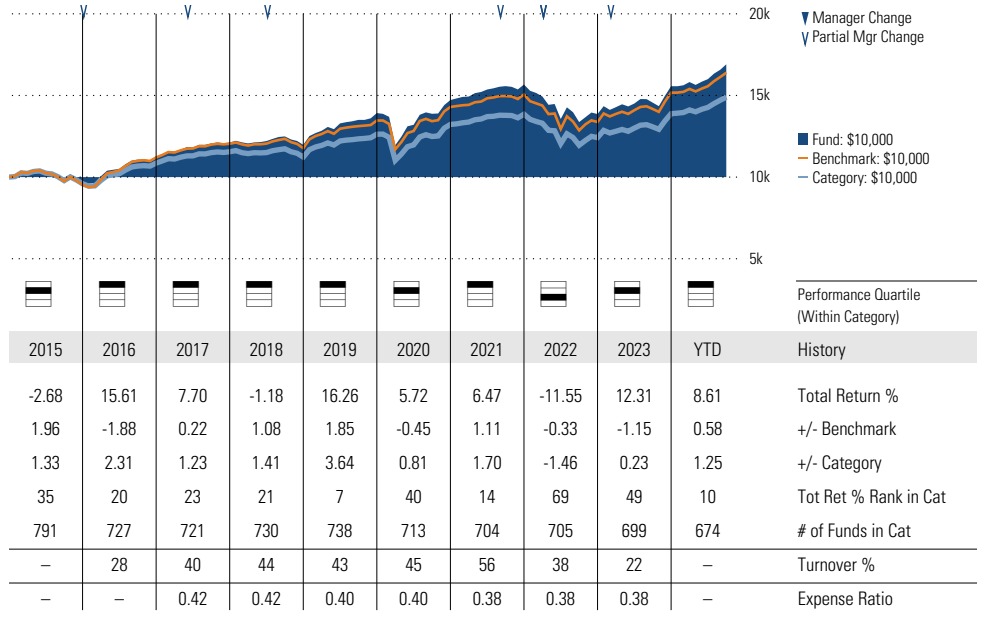 20k
Manager Change
Partial Mgr Change
15k
Fund: $10,000
Benchmark: $10,000
Category: $10,000
10k
5k
Performance Quartile
(Within Category)
2015 2016 2017 2018 2019 2020 2021 2022 2023 YTD History
-2.68 15.61 7.70 -1.18 16.26 5.72 6.47 -11.55 12.31 8.61 Total Return %
1.96 -1.88 0.22 1.08 1.85 -0.45 1.11 -0.33 -1.15 0.58 +/- Benchmark
1.33 2.31 1.23 1.41 3.64 0.81 1.70 -1.46 0.23 1.25 +/- Category
35 20 23 21 7 40 14 69 49 10 Tot Ret % Rank in Cat
791 727 721 730 738 713 704 705 699 674 # of Funds in Cat
– 28 40 44 43 45 56 38 22 – Turnover %
– – 0.42 0.42 0.40 0.40 0.38 0.38 0.38 – Expense Ratio